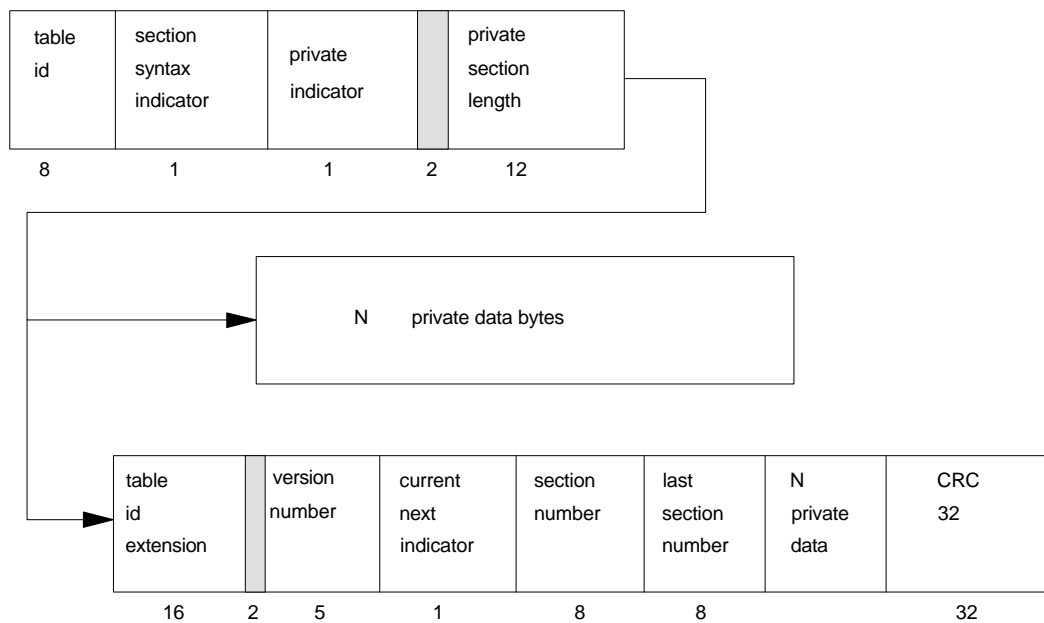 table
id
section
syntax
indicator
private
indicator
private
section
length
8
1
1
2
12
N private data bytes
table
id
extension
version
number
current
next
indicator
section
number
last
section
number
N
private
data
CRC
32
16
2
5
1
8
8
32